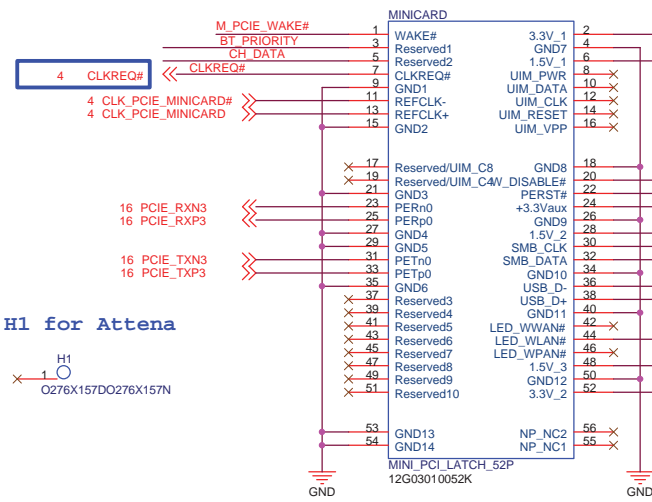 MINICARD
M_PCIE_WAKE# 1 WAKE# 3.3V_1 2
BT_PRIORITY 3 Reserved1 GND7 4
CH_DATA 5 Reserved2 1.5V_1 6
4 CLKREQ# CLKREQ# 7 CLKREQ# UIM_PWR 8
9 GND1 UIM_DATA 10
4 CLK_PCIE_MINICARD# 11 REFCLK- UIM_CLK 12
4 CLK_PCIE_MINICARD 13 REFCLK+ UIM_RESET 14
15 GND2 UIM_VPP 16
17 Reserved/UIM_C8 GND8 18
19 Reserved/UIM_C4 W_DISABLE# 20
21 GND3 PERST# 22
16 PCIE_RXN3 23 PERn0 +3.3Vaux 24
16 PCIE_RXP3 25 PERp0 GND9 26
27 GND4 1.5V_2 28
29 GND5 SMB_CLK 30
16 PCIE_TXN3 31 PETn0 SMB_DATA 32
16 PCIE_TXP3 33 PETp0 GND10 34
35 GND6 USB_D- 36
37 Reserved3 USB_D+ 38
39 Reserved4 GND11 40
41 Reserved5 LED_WWAN# 42
43 Reserved6 LED_WLAN# 44
45 Reserved7 LED_WPAN# 46
47 Reserved8 1.5V_3 48
49 Reserved9 GND12 50
51 Reserved10 3.3V_2 52
53 GND13 NP_NC2 56
54 GND14 NP_NC1 55
MINI_PCI_LATCH_52P
12G03010052K
GND
GND
H1 for Attena
H1
1
O276X157DO276X157N